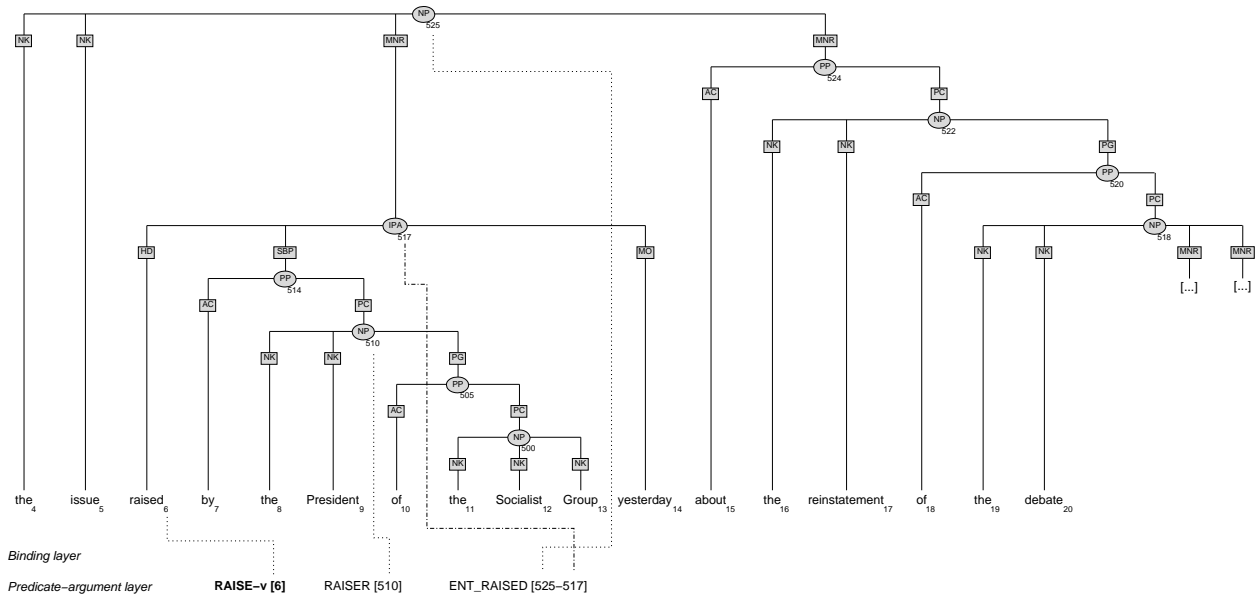 NP 525
NK NK MNR MNR
PP 524
AC PC
NP 522
NK NK PG
PP 520
AC PC
IPA 517 NP 518
HD SBP MO NK NK MNR MNR
PP 514 [...] [...]
AC PC
NP 510
NK NK PG
PP 505
AC PC
NP 500
NK NK NK
the 4 issue 5 raised 6 by 7 the 8 President 9 of 10 the 11 Socialist 12 Group 13 yesterday 14 about 15 the 16 reinstatement 17 of 18 the 19 debate 20
Binding layer
Predicate−argument layer RAISE−v [6] RAISER [510] ENT_RAISED [525−517]